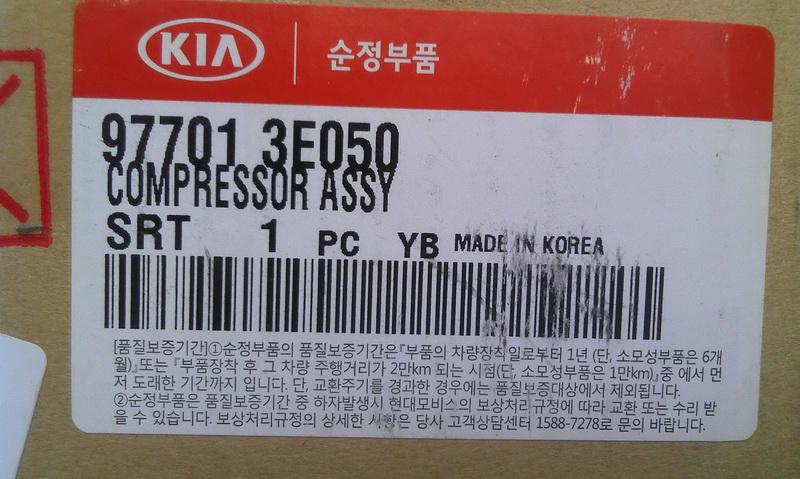 KIA 순정부품
97701 3E050
COMPRESSOR ASSY
SRT 1 PC YB MADE IN KOREA
[품질보증기간]①순정부품의 품질보증기간은『부품의 차량장착일로부터 1년 (단, 소모성부품은 6개
월)』또는『부품장착 후 그 차량 주행거리가 2만km 되는 시점(단, 소모성부품은 1만km)』중 에서 먼
저 도래한 기간까지 입니다. 단, 교환주기를 경과한 경우에는 품질보증대상에서 제외됩니다.
②순정부품은 품질보증기간 중 하자발생시 현대모비스의 보상처리규정에 따라 교환 또는 수리 받
을 수 있습니다. 보상처리규정의 상세한 사항은 당사 고객상담센터 1588-7278로 문의 바랍니다.